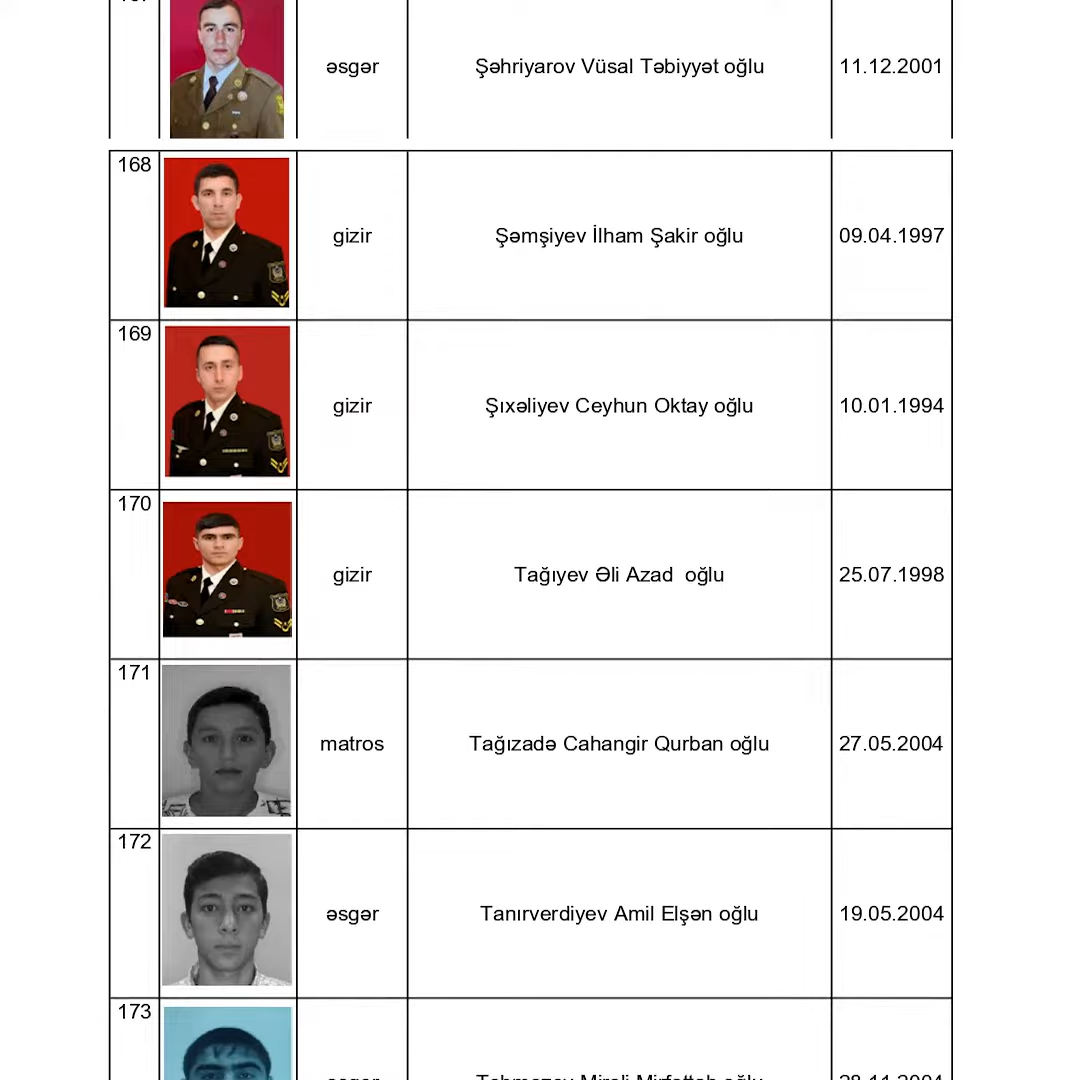 əsgər Şəhriyarov Vüsal Təbiyyət oğlu 11.12.2001
168 gizir Şəmşiyev İlham Şakir oğlu 09.04.1997
169 gizir Şıxəliyev Ceyhun Oktay oğlu 10.01.1994
170 gizir Tağıyev Əli Azad  oğlu 25.07.1998
171 matros Tağızadə Cahangir Qurban oğlu 27.05.2004
172 əsgər Tanırverdiyev Amil Elşən oğlu 19.05.2004
173